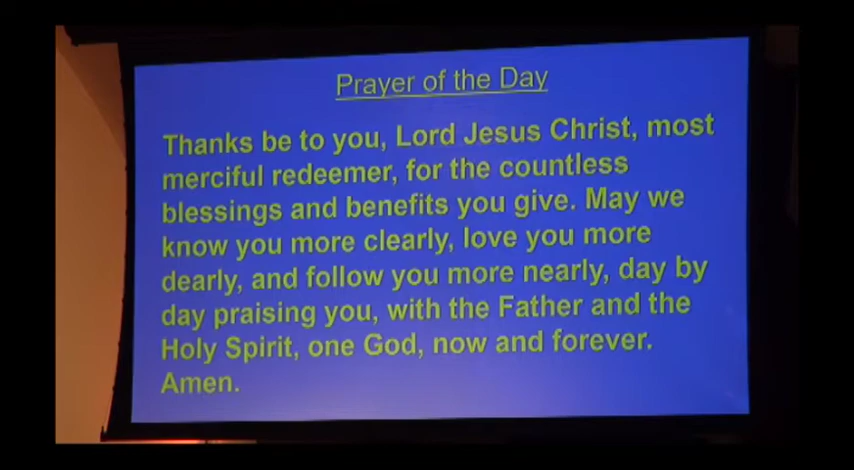 Prayer of the Day
Thanks be to you, Lord Jesus Christ, most
merciful redeemer, for the countless
blessings and benefits you give. May we
know you more clearly, love you more
dearly, and follow you more nearly, day by
day praising you, with the Father and the
Holy Spirit, one God, now and forever.
Amen.